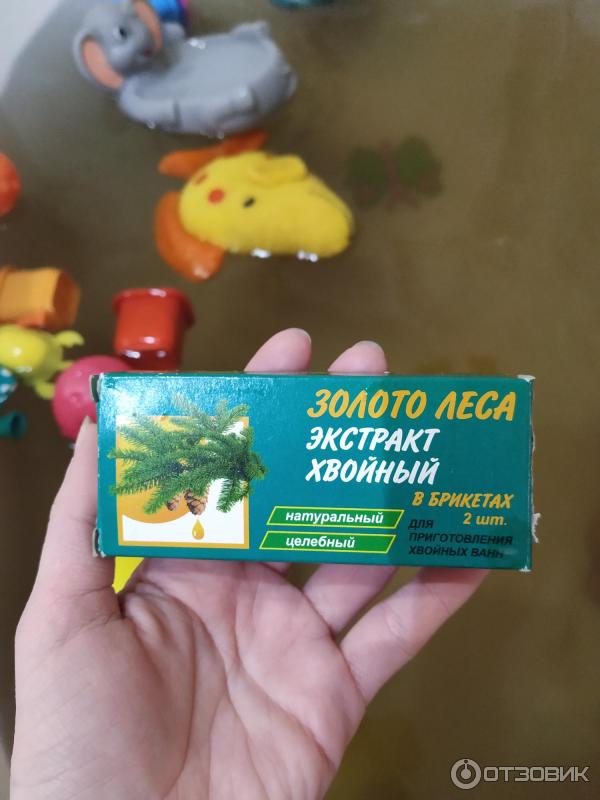 ЗОЛОТО ЛЕСА
ЭКСТРАКТ
ХВОЙНЫЙ
В БРИКЕТАХ
2 шт.
натуральный
целебный
ДЛЯ
ПРИГОТОВЛЕНИЯ
ХВОЙНЫХ ВАНН
ОТЗОВИК